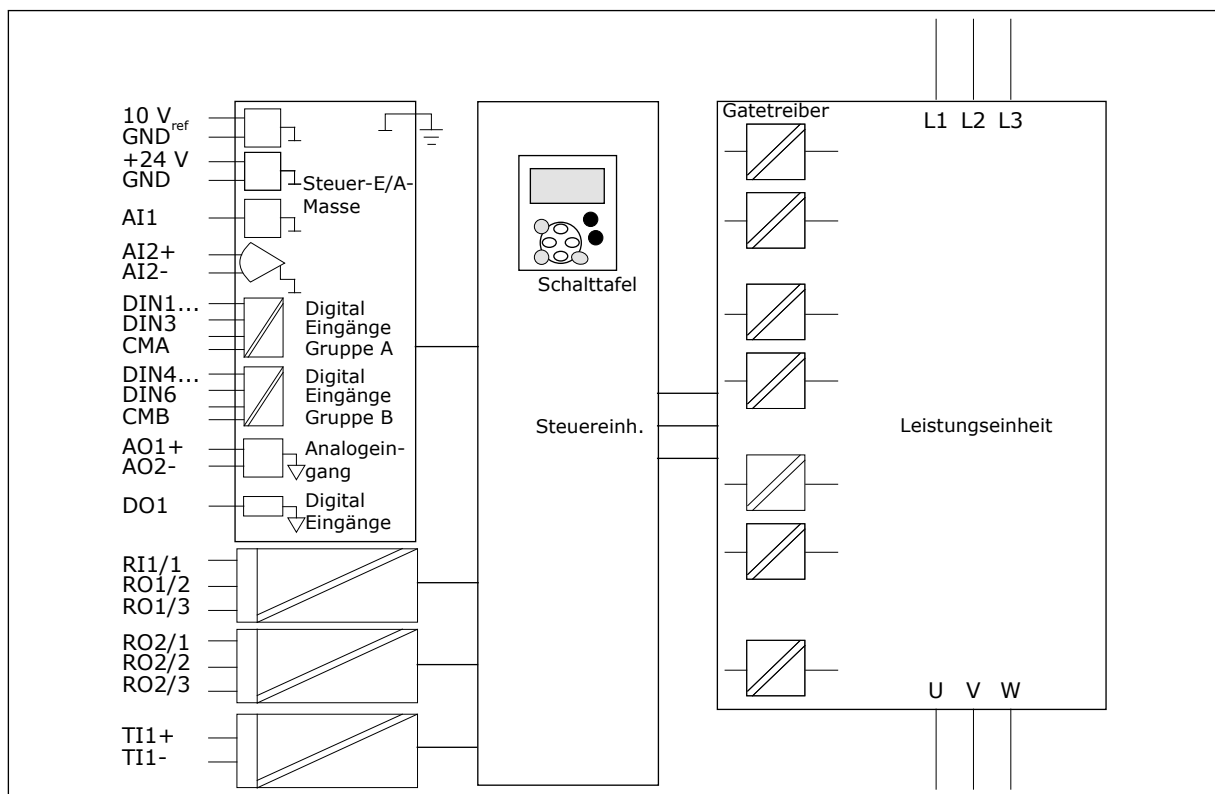 10 Vref
GND
+24 V
GND
AI1
AI2+
AI2-
DIN1...
DIN3
CMA
DIN4...
DIN6
CMB
AO1+
AO2-
DO1
RI1/1
RO1/2
RO1/3
RO2/1
RO2/2
RO2/3
TI1+
TI1-
Steuer-E/A-
Masse
Digital
Eingänge
Gruppe A
Digital
Eingänge
Gruppe B
Analogein-
gang
Digital
Eingänge
Schalttafel
Steuereinh.
Gatetreiber
L1 L2 L3
Leistungseinheit
U V W